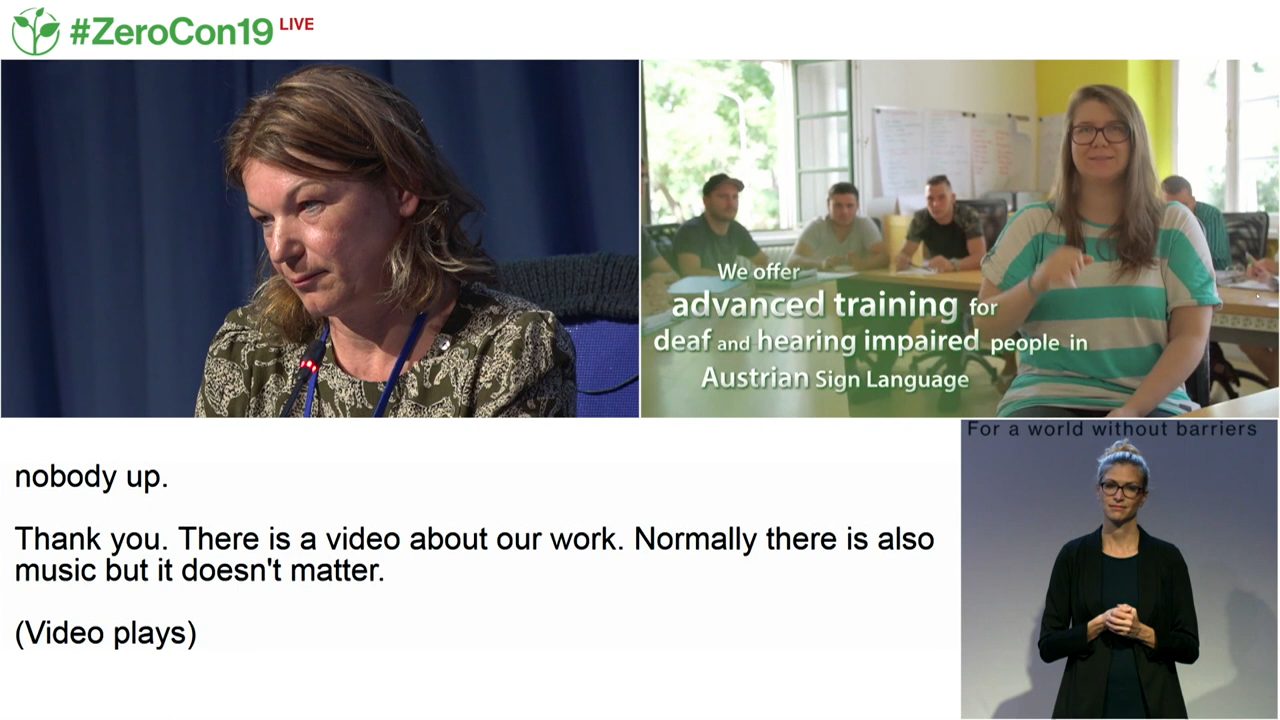 #ZeroCon19 LIVE
We offer
advanced training for
deaf and hearing impaired people in
Austrian Sign Language
nobody up.
Thank you. There is a video about our work. Normally there is also
music but it doesn't matter.
(Video plays)
For a world without barriers